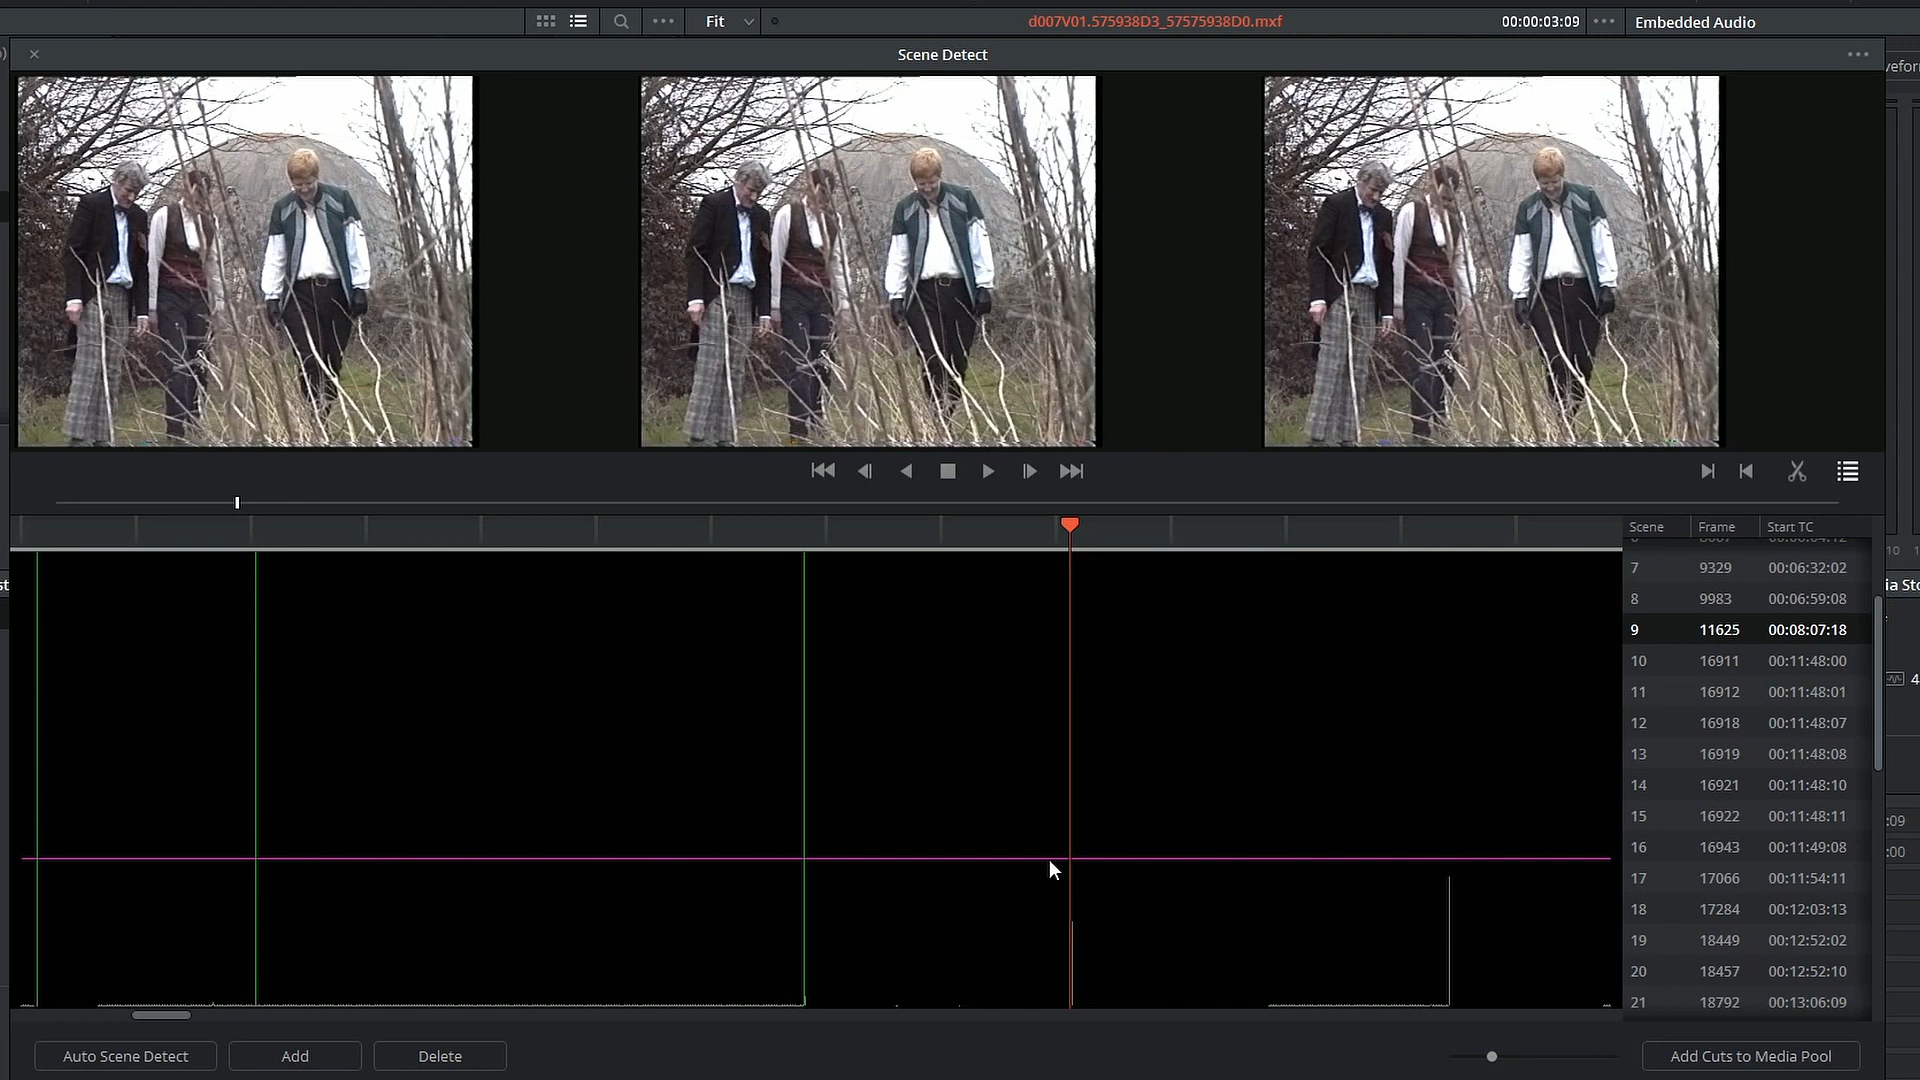 Fit
d007V01.575938D3_57575938D0.mxf
00:00:03:09
Embedded Audio
Scene Detect
Scene Frame Start TC
7 9329 00:06:32:02
8 9983 00:06:59:08
9 11625 00:08:07:18
10 16911 00:11:48:00
11 16912 00:11:48:01
12 16918 00:11:48:07
13 16919 00:11:48:08
14 16921 00:11:48:10
15 16922 00:11:48:11
16 16943 00:11:49:08
17 17066 00:11:54:11
18 17284 00:12:03:13
19 18449 00:12:52:02
20 18457 00:12:52:10
21 18792 00:13:06:09
10
4
:09
:00
Auto Scene Detect
Add
Delete
Add Cuts to Media Pool